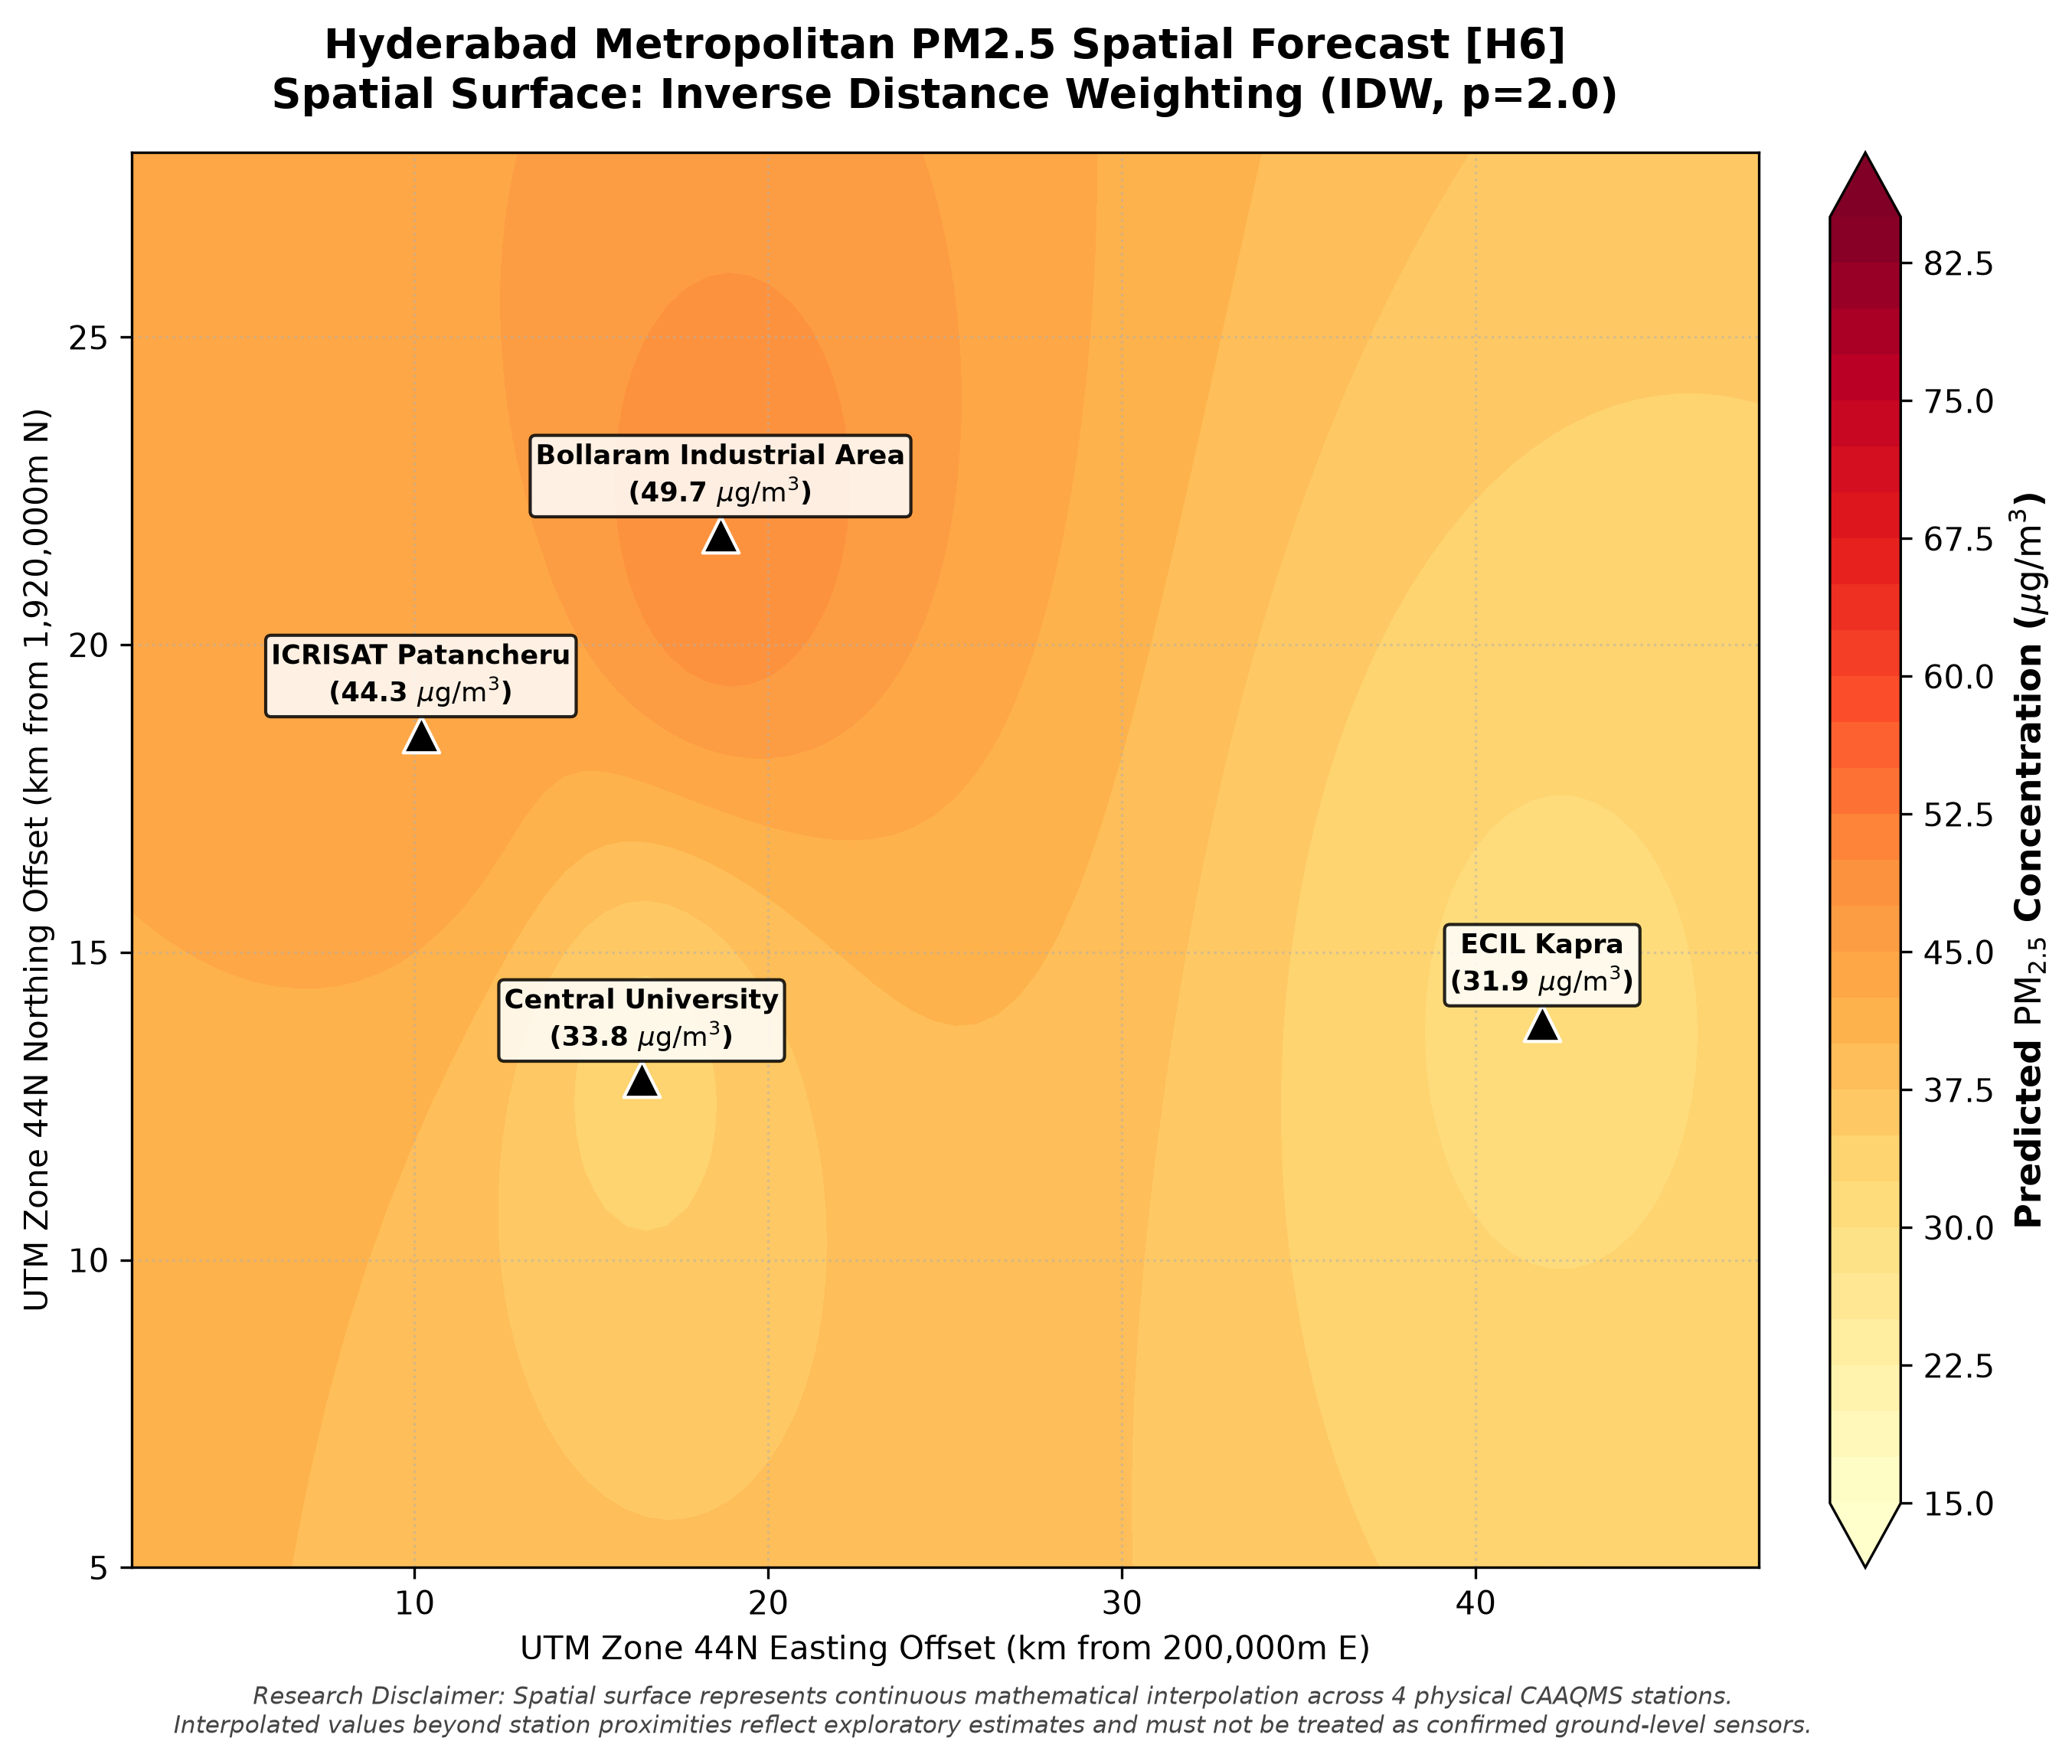 Hyderabad Metropolitan PM2.5 Spatial Forecast [H6]
Spatial Surface: Inverse Distance Weighting (IDW, p=2.0)
UTM Zone 44N Northing Offset (km from 1,920,000m N)
25
20
15
10
5
Bollaram Industrial Area
(49.7 μg/m³)
ICRISAT Patancheru
(44.3 μg/m³)
Central University
(33.8 μg/m³)
ECIL Kapra
(31.9 μg/m³)
10
20
30
40
UTM Zone 44N Easting Offset (km from 200,000m E)
82.5
75.0
67.5
60.0
52.5
45.0
37.5
30.0
22.5
15.0
Predicted PM₂.₅ Concentration (μg/m³)
Research Disclaimer: Spatial surface represents continuous mathematical interpolation across 4 physical CAAQMS stations.
Interpolated values beyond station proximities reflect exploratory estimates and must not be treated as confirmed ground-level sensors.